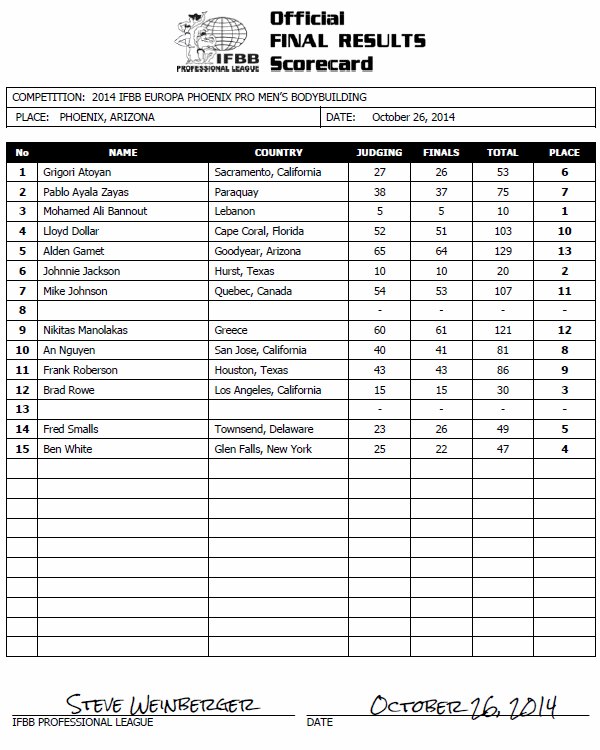 Official
FINAL RESULTS
Scorecard
IFBB
PROFESSIONAL LEAGUE
COMPETITION: 2014 IFBB EUROPA PHOENIX PRO MEN'S BODYBUILDING
PLACE: PHOENIX, ARIZONA DATE: October 26, 2014
No NAME COUNTRY JUDGING FINALS TOTAL PLACE
1 Grigori Atoyan Sacramento, California 27 26 53 6
2 Pablo Ayala Zayas Paraquay 38 37 75 7
3 Mohamed Ali Bannout Lebanon 5 5 10 1
4 Lloyd Dollar Cape Coral, Florida 52 51 103 10
5 Alden Gamet Goodyear, Arizona 65 64 129 13
6 Johnnie Jackson Hurst, Texas 10 10 20 2
7 Mike Johnson Quebec, Canada 54 53 107 11
8 - - - -
9 Nikitas Manolakas Greece 60 61 121 12
10 An Nguyen San Jose, California 40 41 81 8
11 Frank Roberson Houston, Texas 43 43 86 9
12 Brad Rowe Los Angeles, California 15 15 30 3
13 - - - -
14 Fred Smalls Townsend, Delaware 23 26 49 5
15 Ben White Glen Falls, New York 25 22 47 4
STEVE WEINBERGER OCTOBER 26, 2014
IFBB PROFESSIONAL LEAGUE DATE